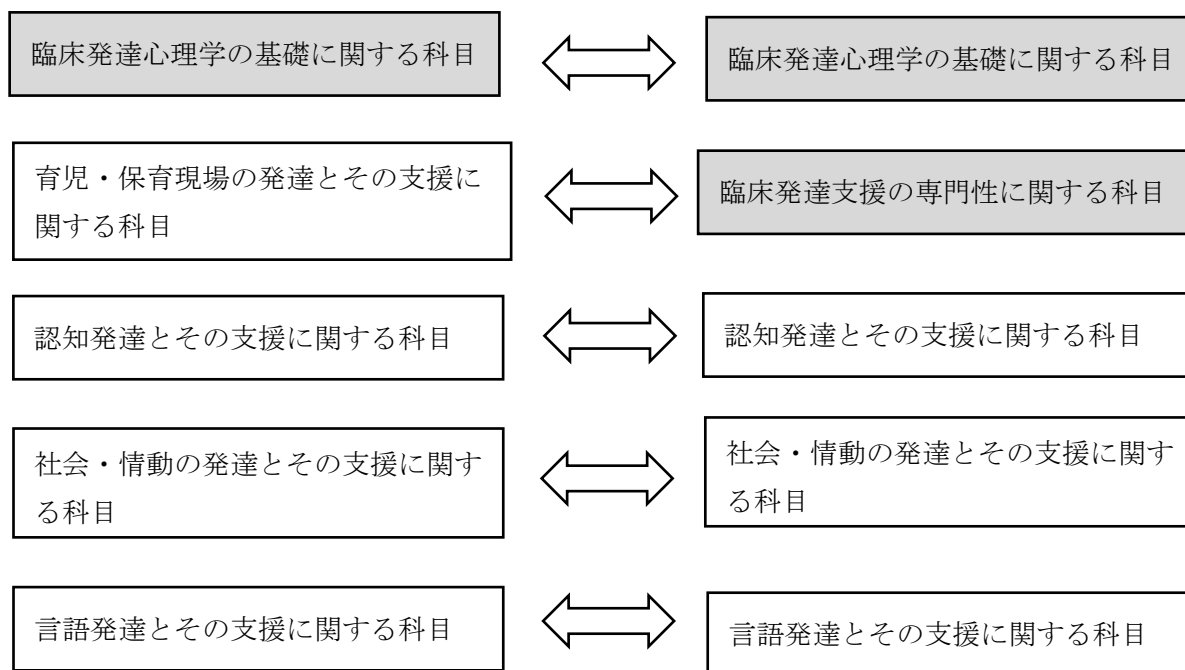 臨床発達心理学の基礎に関する科目
臨床発達心理学の基礎に関する科目
育児・保育現場の発達とその支援に
関する科目
臨床発達支援の専門性に関する科目
認知発達とその支援に関する科目
認知発達とその支援に関する科目
社会・情動の発達とその支援に関す
る科目
社会・情動の発達とその支援に関す
る科目
言語発達とその支援に関する科目
言語発達とその支援に関する科目